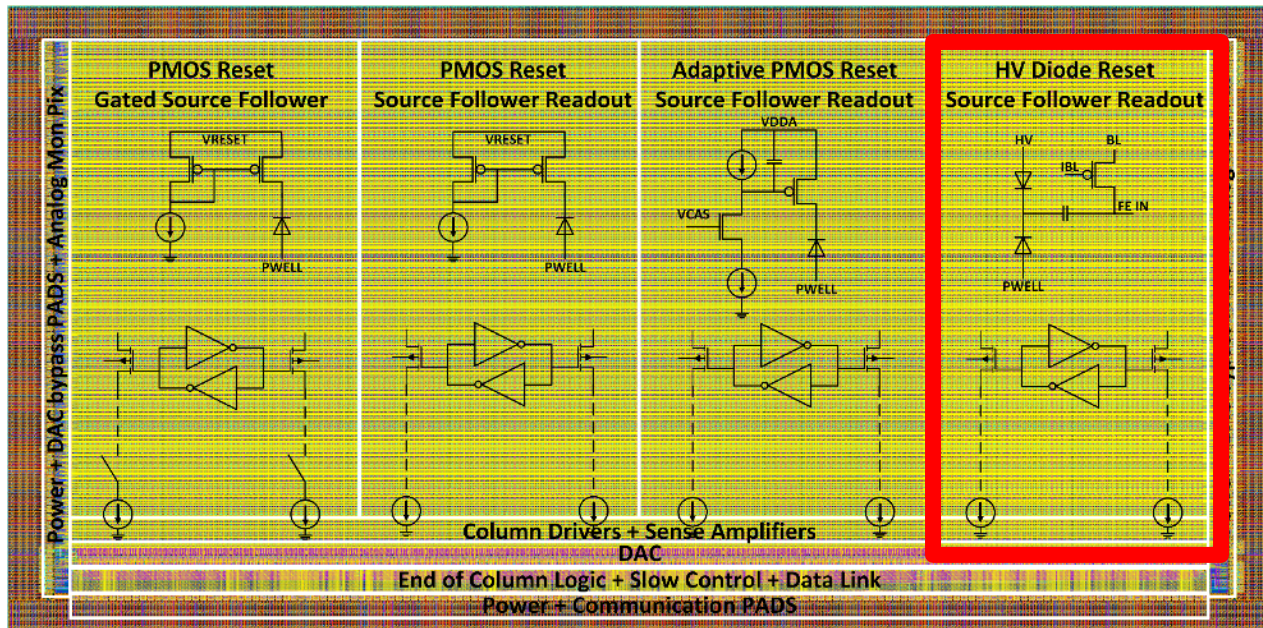 Power + DAC bypass PADS + Analog Mon Pix
PMOS Reset
Gated Source Follower
VRESET
PWELL
PMOS Reset
Source Follower Readout
VRESET
PWELL
Adaptive PMOS Reset
Source Follower Readout
VDDA
VCAS
PWELL
HV Diode Reset
Source Follower Readout
HV
BL
IBL
FE IN
PWELL
Column Drivers + Sense Amplifiers
DAC
End of Column Logic + Slow Control + Data Link
Power + Communication PADS